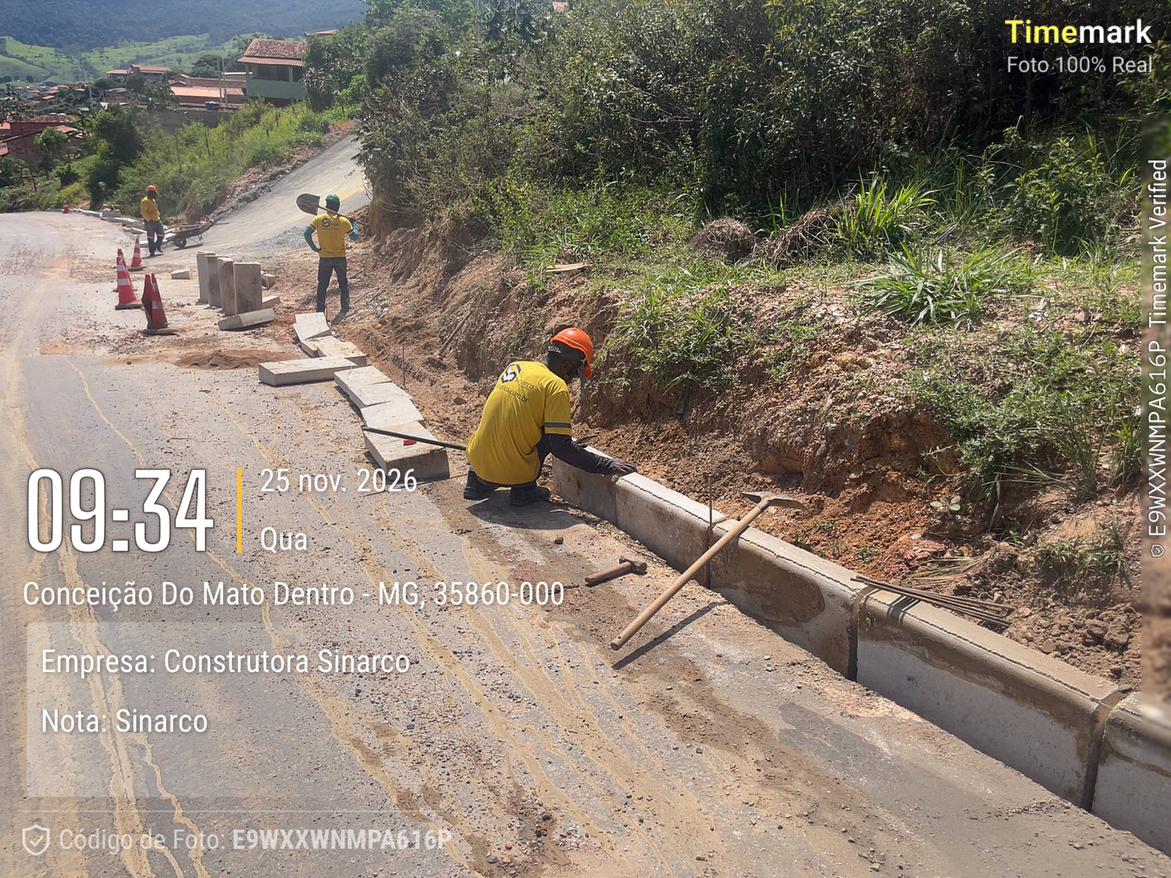 Timemark
Foto 100% Real
09:34
25 nov. 2026
Qua
Conceição Do Mato Dentro - MG, 35860-000
Empresa: Construtora Sinarco
Nota: Sinarco
Código de Foto: E9WXXWNMPA616P
E9WXXWNMPA616P Timemark Verified